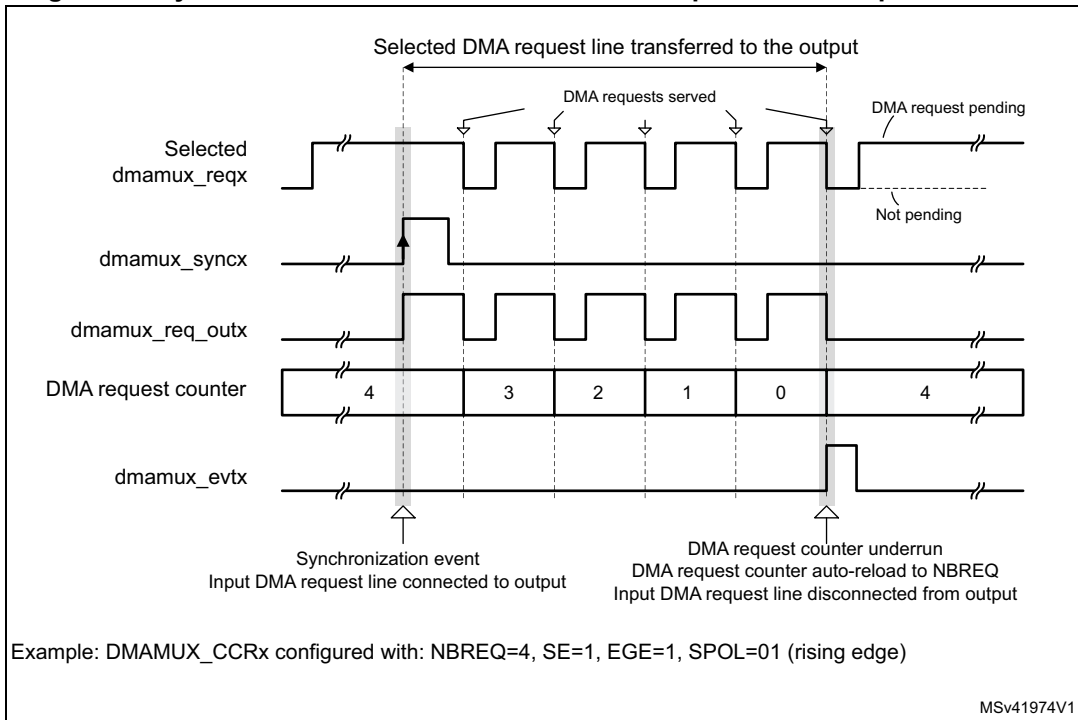 Selected DMA request line transferred to the output
DMA requests served
DMA request pending
Selected
dmamux_reqx
Not pending
dmamux_syncx
dmamux_req_outx
DMA request counter
4
3
2
1
0
4
dmamux_evtx
Synchronization event
Input DMA request line connected to output
DMA request counter underrun
DMA request counter auto-reload to NBREQ
Input DMA request line disconnected from output
Example: DMAMUX_CCRx configured with: NBREQ=4, SE=1, EGE=1, SPOL=01 (rising edge)
MSv41974V1